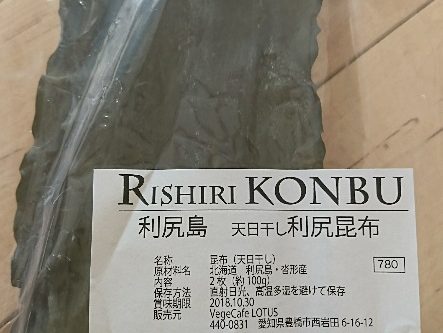 RISHIRI KONBU
利尻島 天日干し利尻昆布
名称 昆布（天日干し）
原材料名 北海道 利尻島・沓形産 780
内容 2枚（約100g）
保存方法 直射日光、高温多湿を避けて保存
賞味期限 2018.10.30
販売元 VegeCafe LOTUS
440-0831 愛知県豊橋市西岩田6-16-12